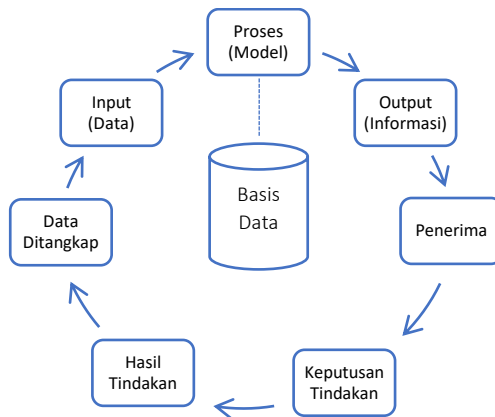 Proses
(Model)
Input
(Data)
Output
(Informasi)
Basis
Data
Data
Ditangkap
Penerima
Hasil
Tindakan
Keputusan
Tindakan